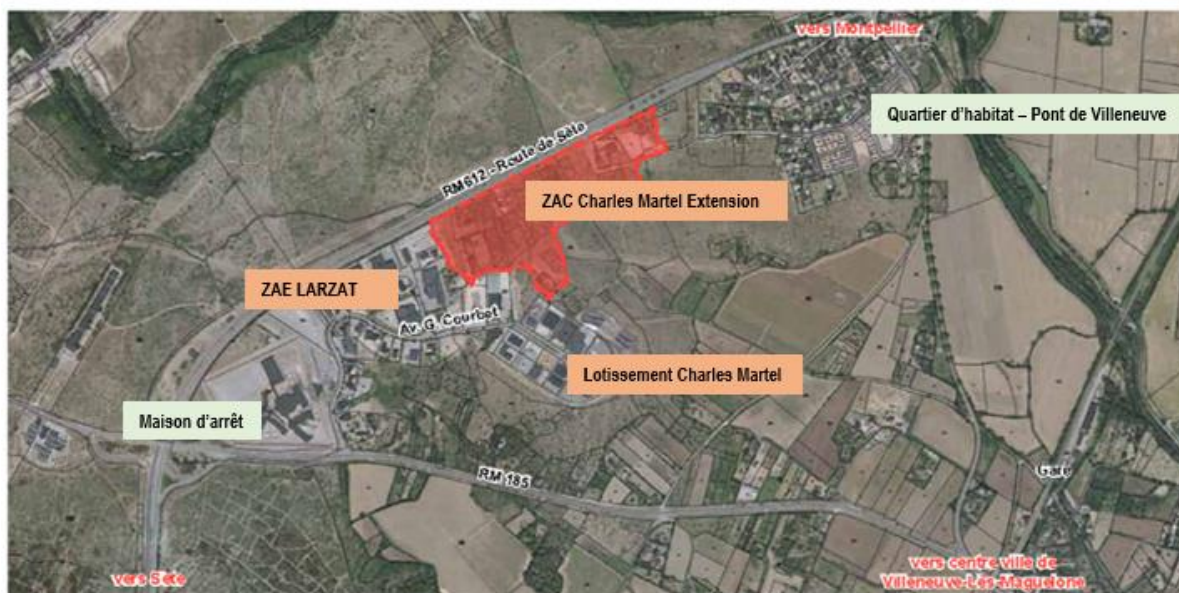 vers Montpellier
Quartier d'habitat – Pont de Villeneuve
RM612 - Route de Sète
ZAC Charles Martel Extension
ZAE LARZAT
Av. G. Courbet
Lotissement Charles Martel
Maison d'arrêt
Gare
RM 185
vers Sète
vers centre ville de
Villeneuve-Lès-Maguelone